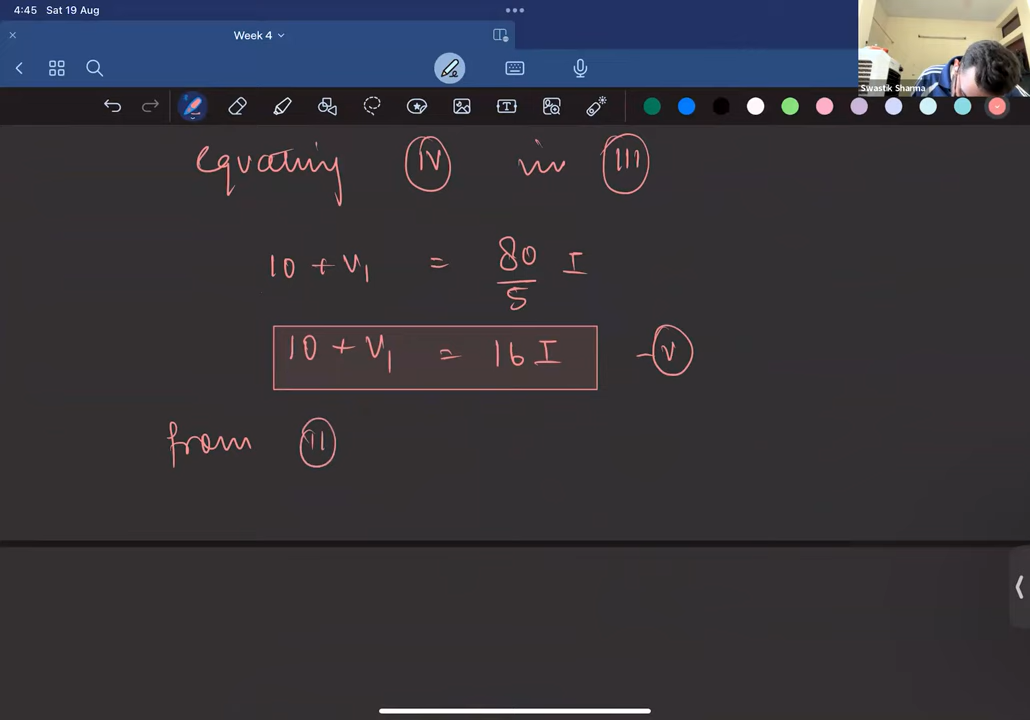 4:45 Sat 19 Aug
Week 4
Swastik Sharma
T
equating IV in III
10 + V₁ = 80/5 I
10 + V₁ = 16 I - V
from II